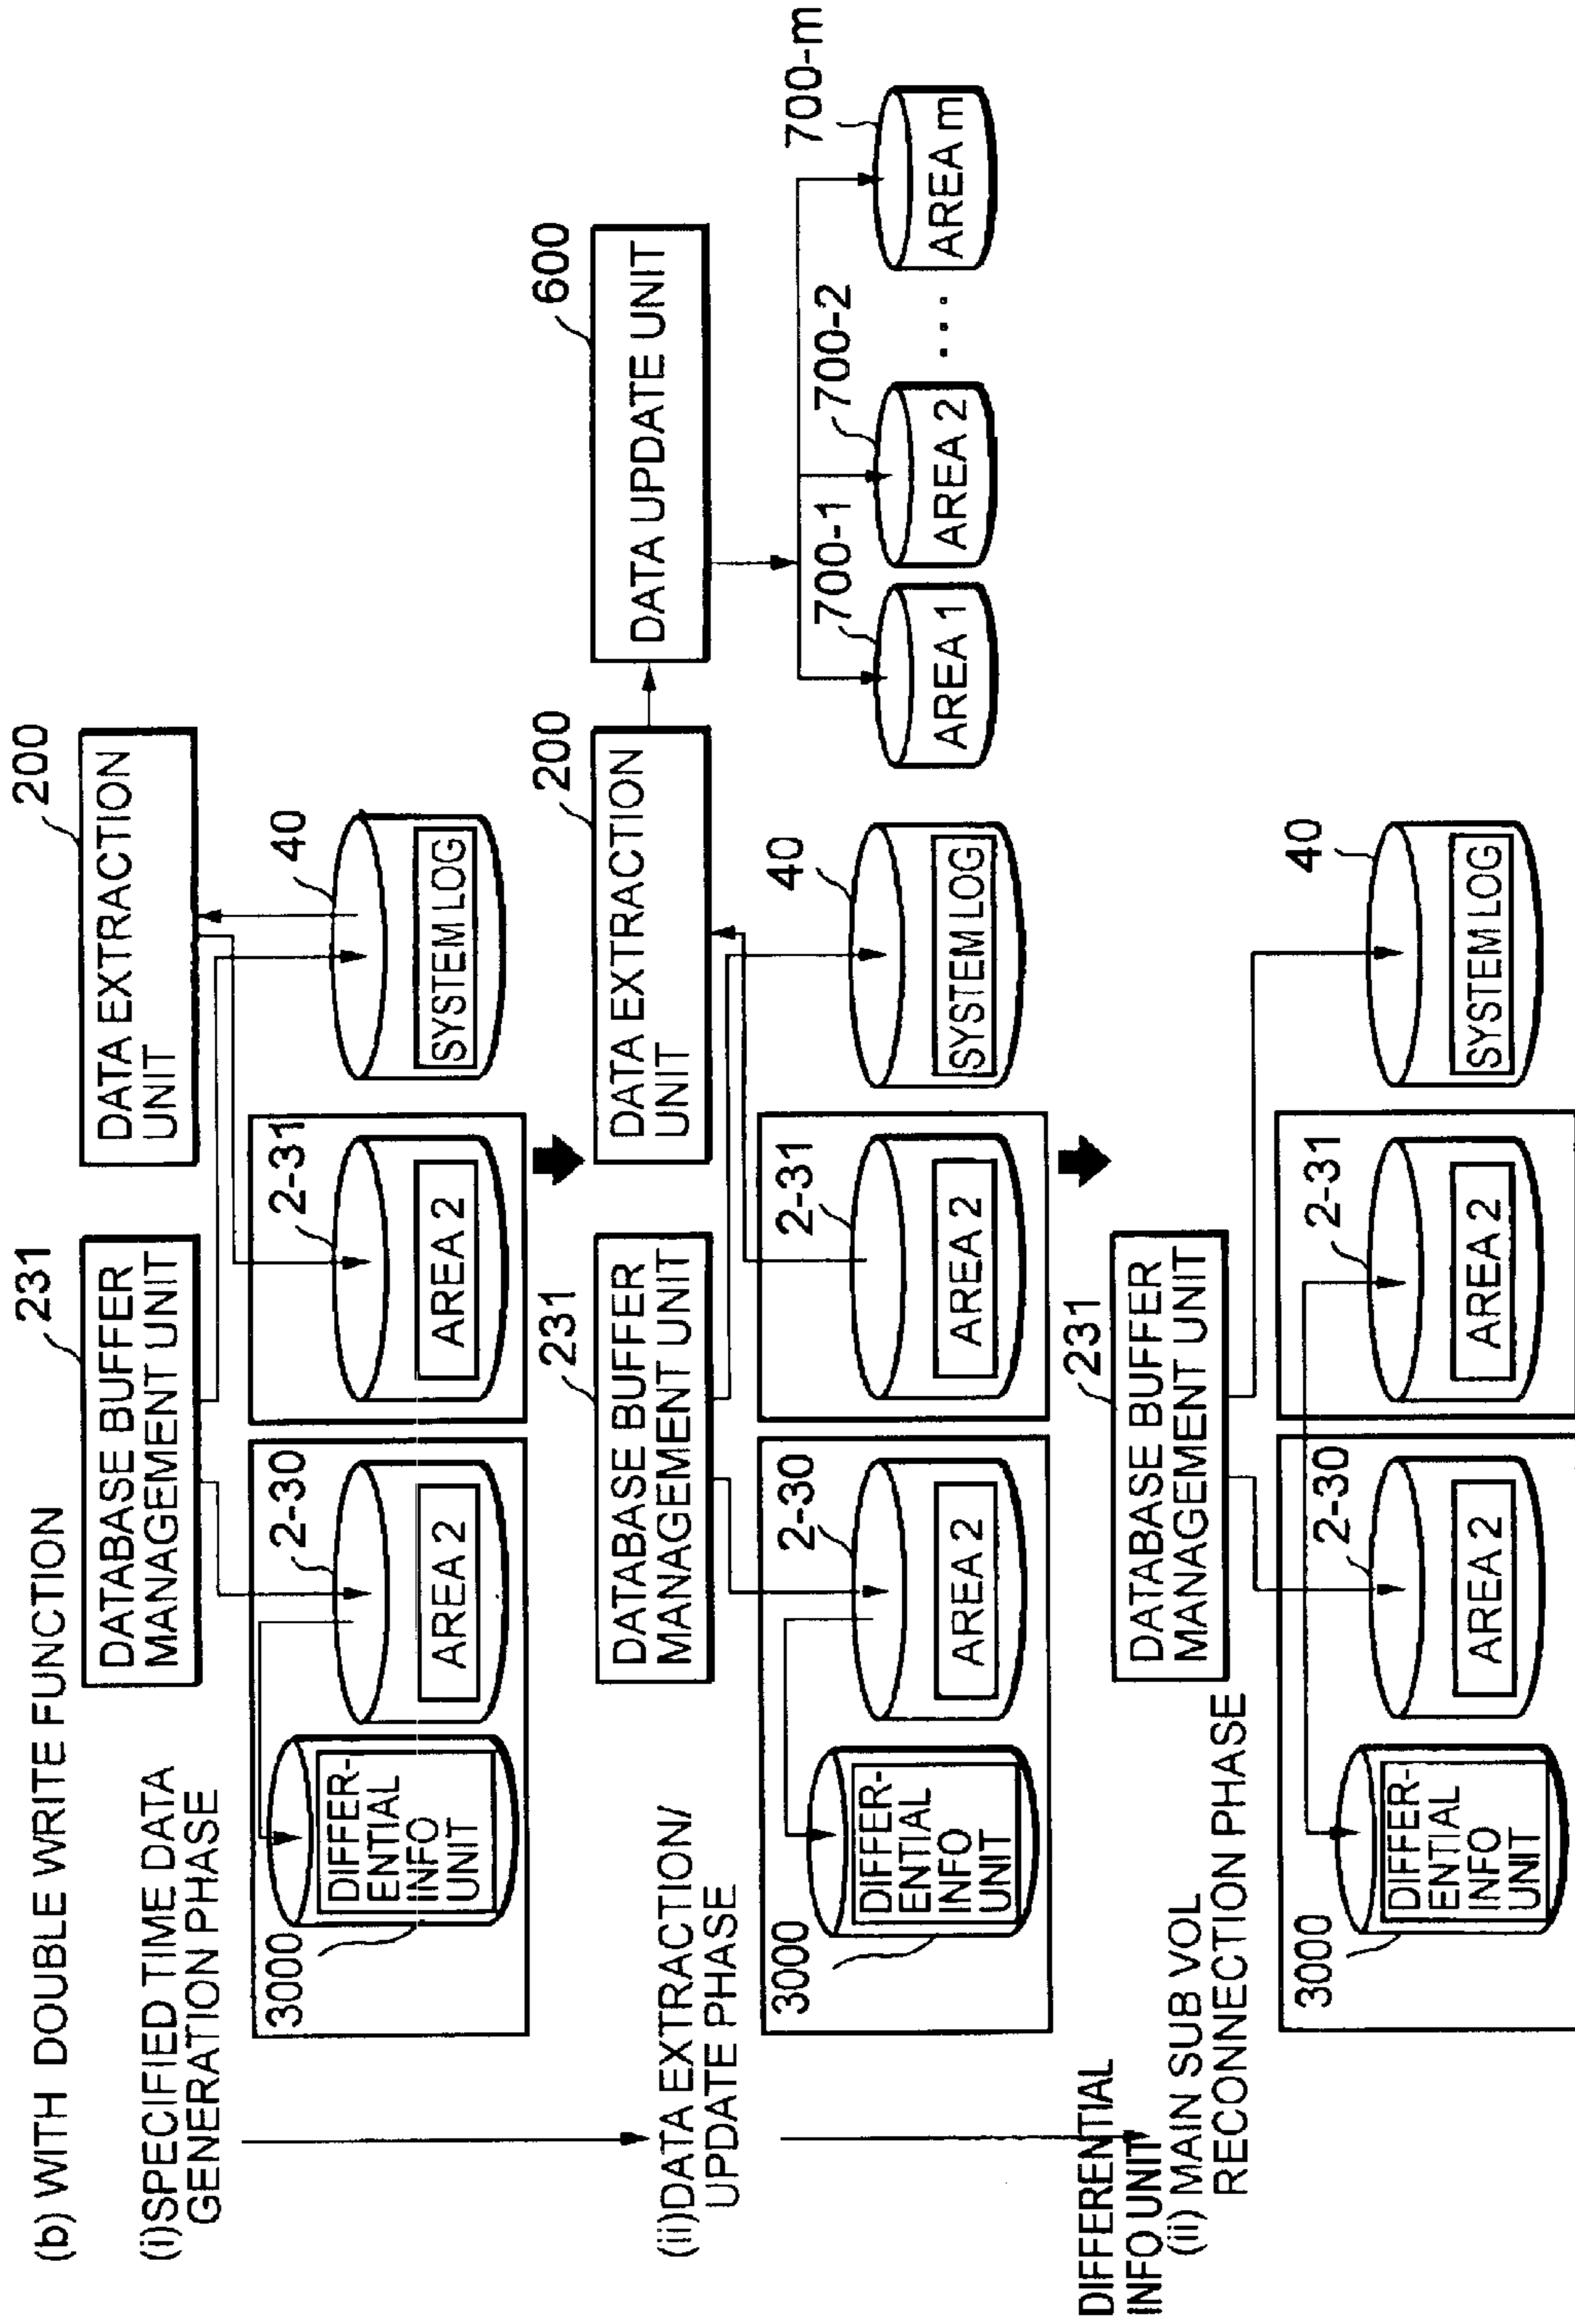 (b) WITH DOUBLE WRITE FUNCTION
(i)SPECIFIED TIME DATA
GENERATION PHASE
231
DATABASE BUFFER
MANAGEMENT UNIT
200
DATA EXTRACTION
UNIT
3000
DIFFER-
ENTIAL
INFO
UNIT
2-30
AREA 2
2-31
AREA 2
40
SYSTEM LOG
(ii)DATA EXTRACTION/
UPDATE PHASE
231
DATABASE BUFFER
MANAGEMENT UNIT
200
DATA EXTRACTION
UNIT
600
DATA UPDATE UNIT
3000
DIFFER-
ENTIAL
INFO
UNIT
2-30
AREA 2
2-31
AREA 2
40
SYSTEM LOG
700-1
AREA 1
700-2
AREA 2
...
700-m
AREA m
DIFFERENTIAL
INFO UNIT
(ii) MAIN SUB VOL
RECONNECTION PHASE
231
DATABASE BUFFER
MANAGEMENT UNIT
3000
DIFFER-
ENTIAL
INFO
UNIT
2-30
AREA 2
2-31
AREA 2
40
SYSTEM LOG